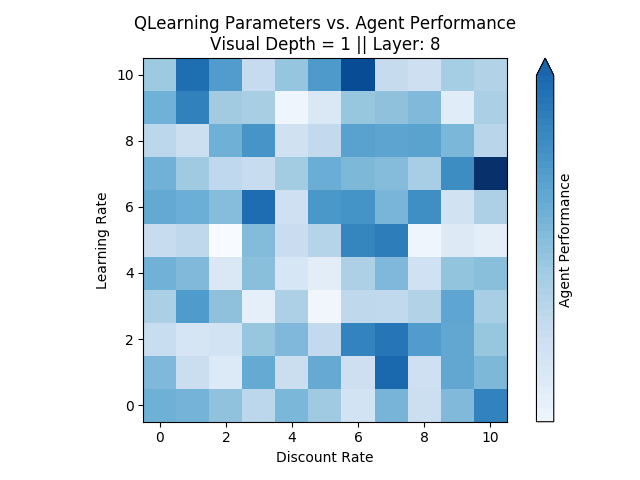 QLearning Parameters vs. Agent Performance
Visual Depth = 1 || Layer: 8
10
8
6
4
2
0
Learning Rate
0 2 4 6 8 10
Discount Rate
Agent Performance